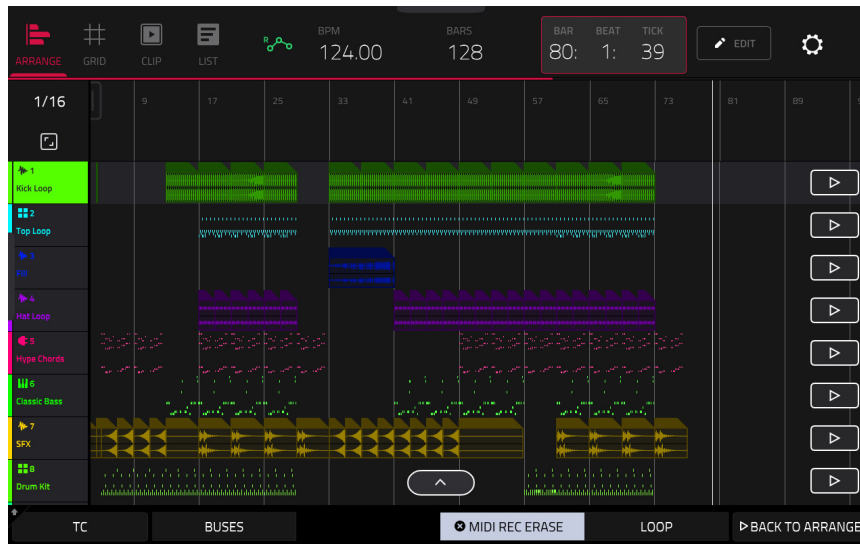 ARRANGE
GRID
CLIP
LIST
R
BPM
124.00
BARS
128
BAR BEAT TICK
80: 1: 39
EDIT
1/16
9 17 25 33 41 49 57 65 73 81 89
1
Kick Loop
2
Top Loop
3
4
Hat Loop
5
Hype Chords
6
Classic Bass
7
SFX
8
Drum Kit
TC
BUSES
MIDI REC ERASE
LOOP
BACK TO ARRANGE